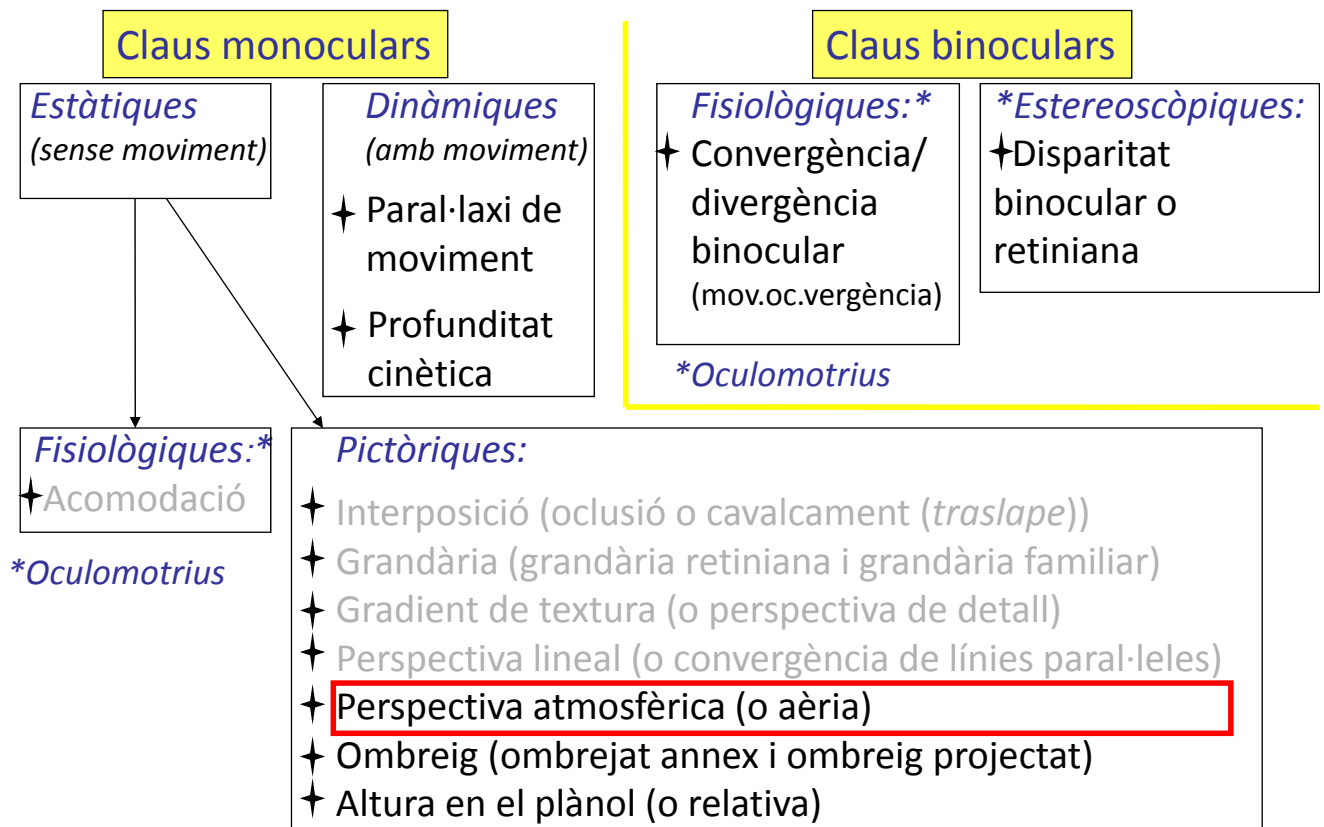 Claus monoculars
Estàtiques
(sense moviment)
Dinàmiques
(amb moviment)
Paral·laxi de
moviment
Profunditat
cinètica
Claus binoculars
Fisiològiques:*
Convergència/
divergència
binocular
(mov.oc.vergència)
*Oculomotrius
*Estereoscòpiques:
Disparitat
binocular o
retiniana
Fisiològiques:*
Acomodació
*Oculomotrius
Pictòriques:
Interposició (oclusió o cavalcament (traslape))
Grandària (grandària retiniana i grandària familiar)
Gradient de textura (o perspectiva de detall)
Perspectiva lineal (o convergència de línies paral·leles)
Perspectiva atmosfèrica (o aèria)
Ombreig (ombrejat annex i ombreig projectat)
Altura en el plànol (o relativa)